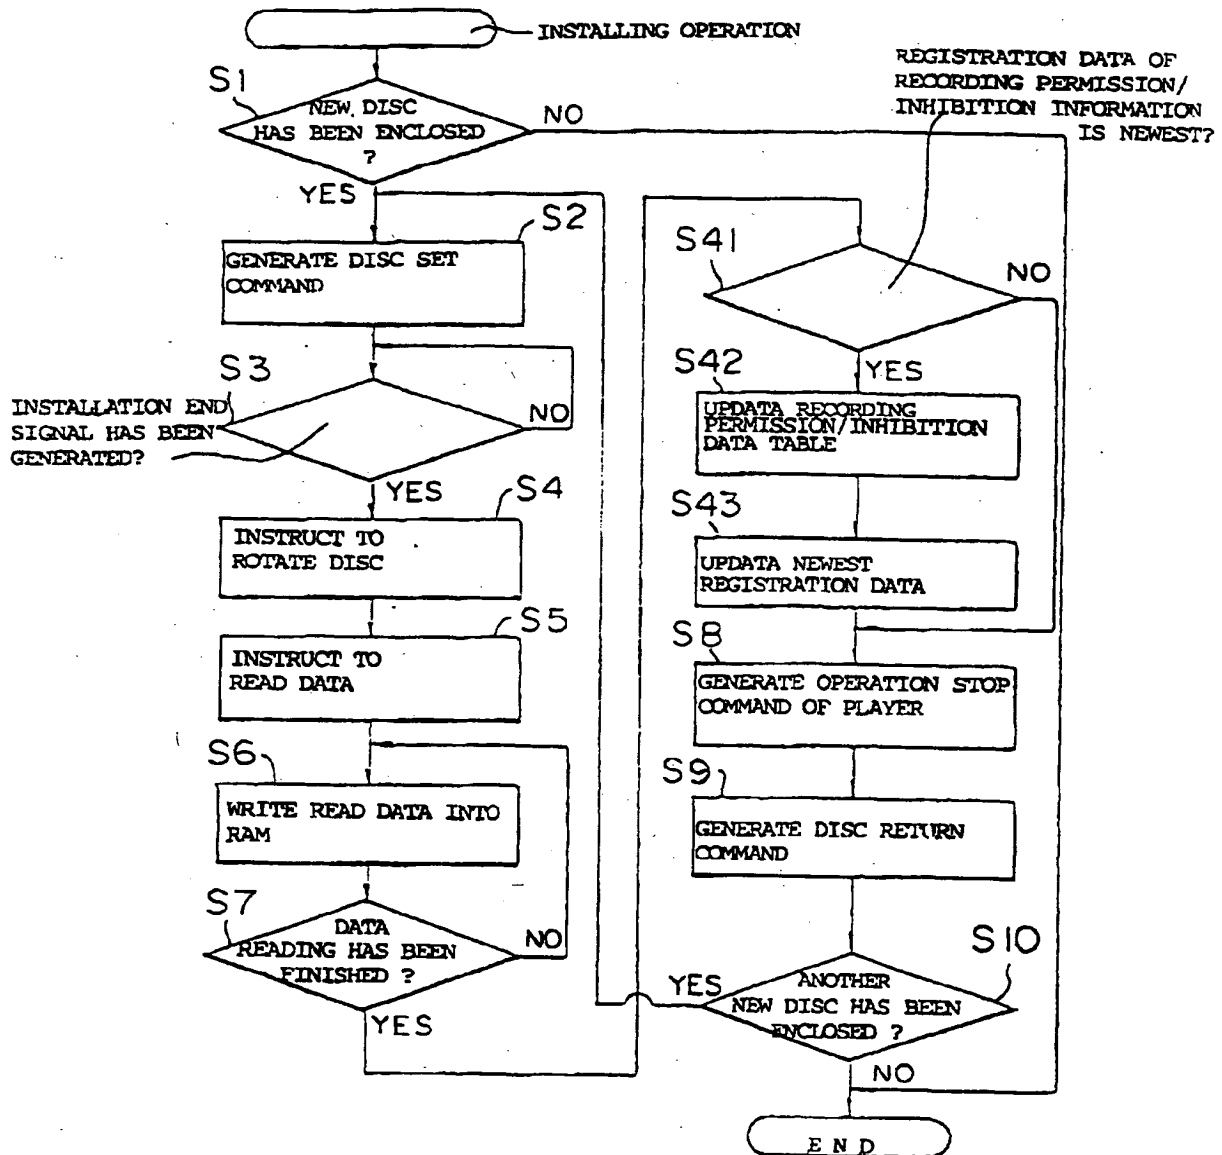 INSTALLING OPERATION
S1
NEW DISC
HAS BEEN ENCLOSED
?
NO
YES
S2
GENERATE DISC SET
COMMAND
S3
INSTALLATION END
SIGNAL HAS BEEN
GENERATED?
NO
YES
S4
INSTRUCT TO
ROTATE DISC
S5
INSTRUCT TO
READ DATA
S6
WRITE READ DATA INTO
RAM
S7
DATA
READING HAS BEEN
FINISHED ?
NO
YES
REGISTRATION DATA OF
RECORDING PERMISSION/
INHIBITION INFORMATION
IS NEWEST?
S41
NO
YES
S42
UPDATA RECORDING
PERMISSION/INHIBITION
DATA TABLE
S43
UPDATA NEWEST
REGISTRATION DATA
S8
GENERATE OPERATION STOP
COMMAND OF PLAYER
S9
GENERATE DISC RETURN
COMMAND
S10
YES
ANOTHER
NEW DISC HAS BEEN
ENCLOSED ?
NO
END